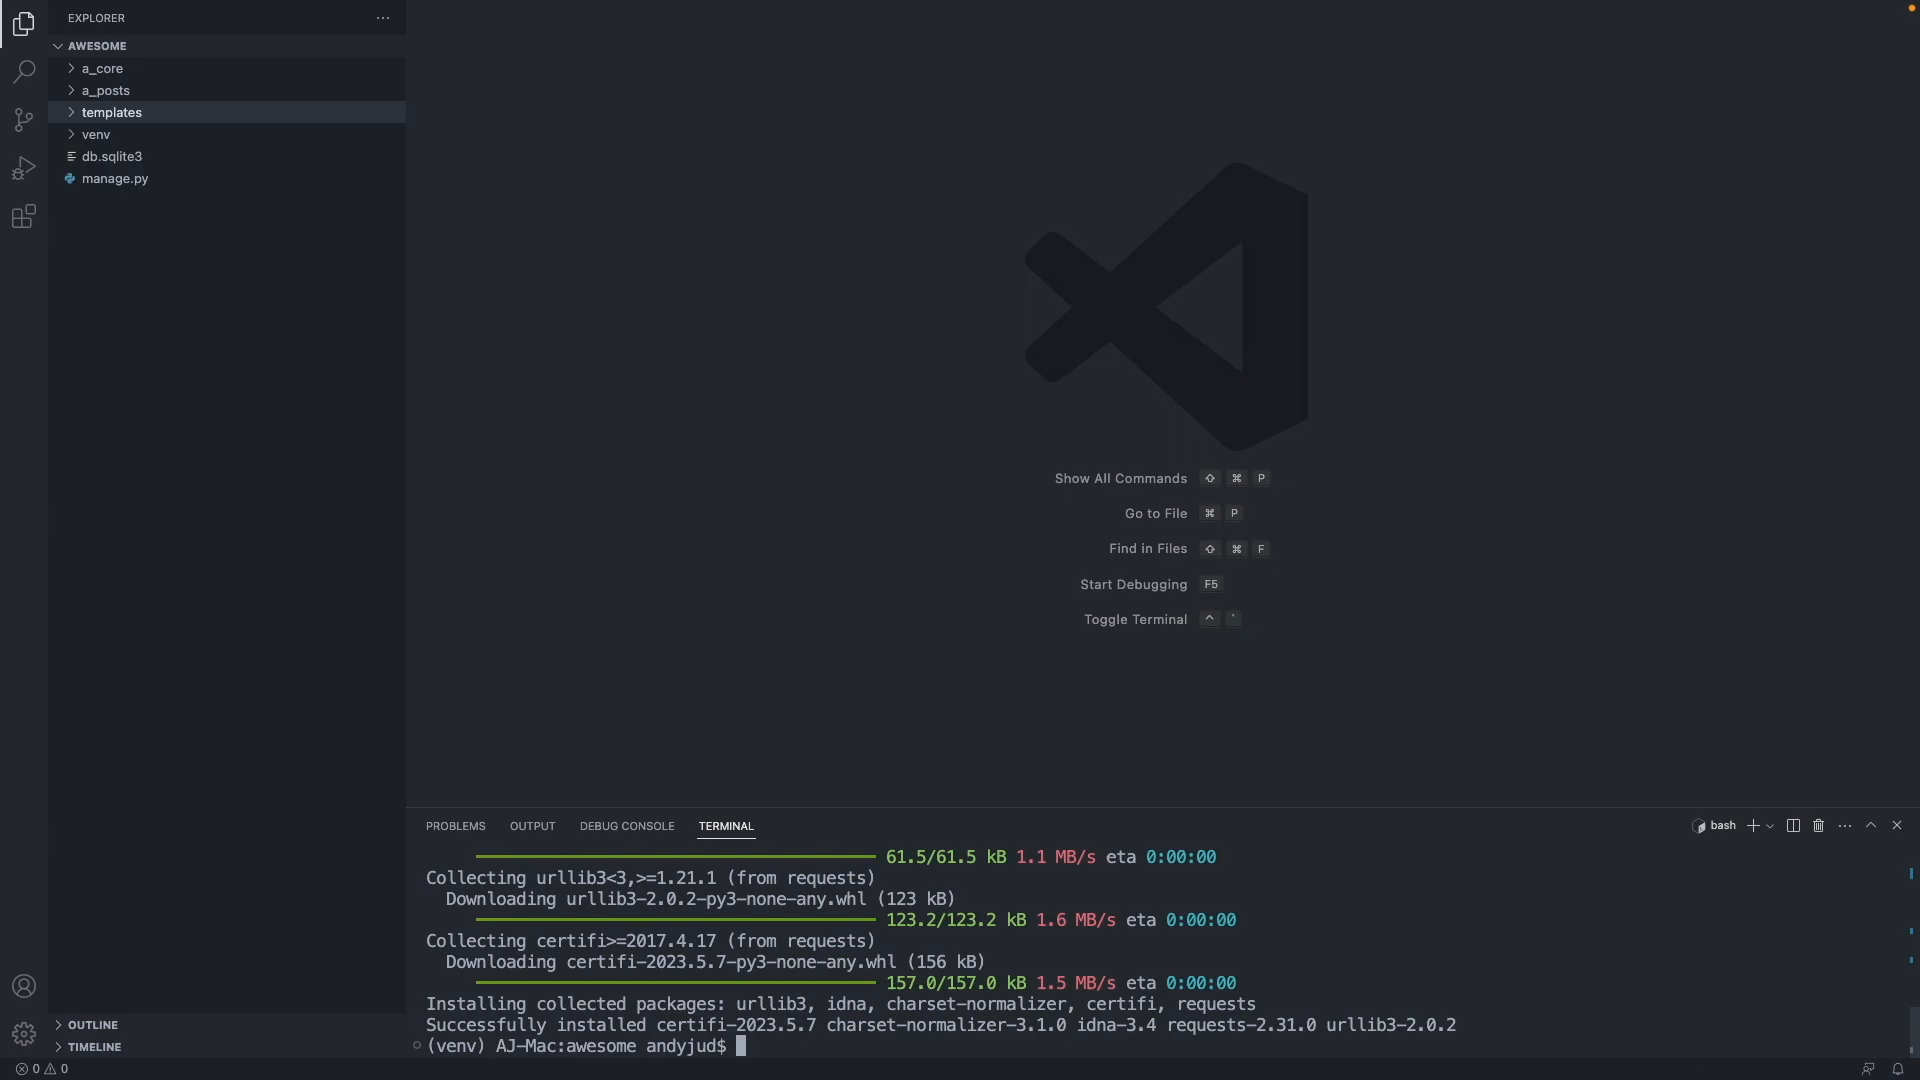 EXPLORER
AWESOME
a_core
a_posts
templates
venv
db.sqlite3
manage.py
OUTLINE
TIMELINE
Show All Commands ⇧ ⌘ P
Go to File ⌘ P
Find in Files ⇧ ⌘ F
Start Debugging F5
Toggle Terminal ^ `
PROBLEMS OUTPUT DEBUG CONSOLE TERMINAL
bash
61.5/61.5 kB 1.1 MB/s eta 0:00:00
Collecting urllib3<3,>=1.21.1 (from requests)
Downloading urllib3-2.0.2-py3-none-any.whl (123 kB)
123.2/123.2 kB 1.6 MB/s eta 0:00:00
Collecting certifi>=2017.4.17 (from requests)
Downloading certifi-2023.5.7-py3-none-any.whl (156 kB)
157.0/157.0 kB 1.5 MB/s eta 0:00:00
Installing collected packages: urllib3, idna, charset-normalizer, certifi, requests
Successfully installed certifi-2023.5.7 charset-normalizer-3.1.0 idna-3.4 requests-2.31.0 urllib3-2.0.2
(venv) AJ-Mac:awesome andyjud$
0 0